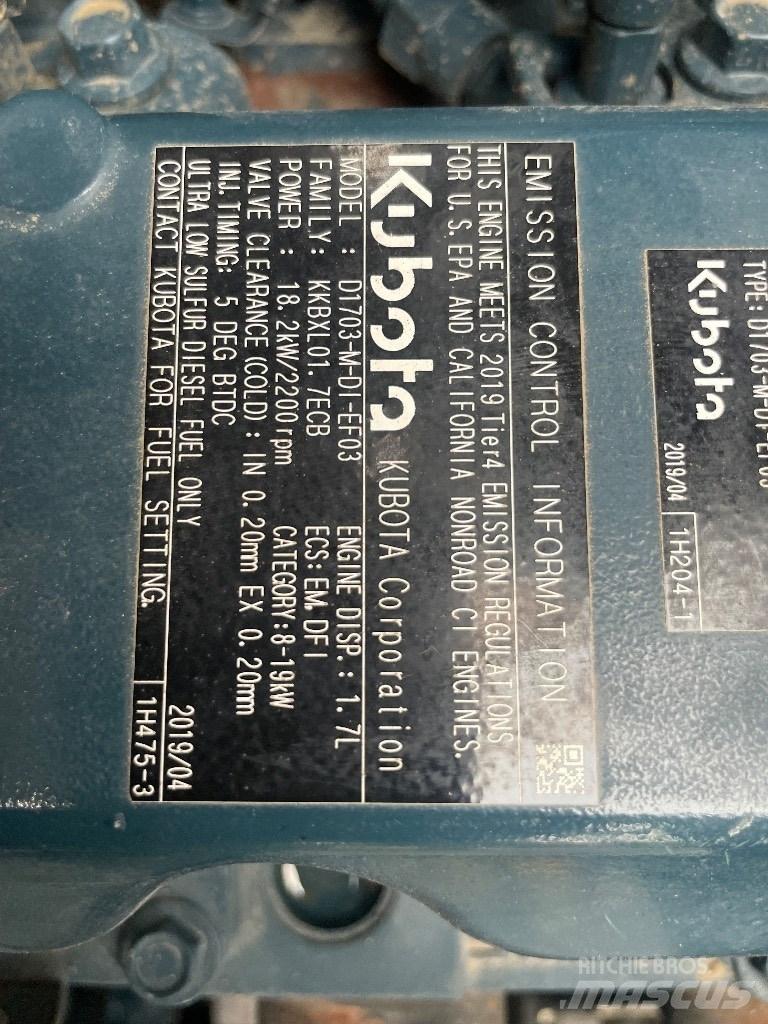 EMISSION CONTROL INFORMATION
THIS ENGINE MEETS 2019 Tier4 EMISSION REGULATIONS
FOR U.S. EPA AND CALIFORNIA NONROAD CI ENGINES.
Kubota KUBOTA Corporation
MODEL : D1703-M-DI-EF03 ENGINE DISP.: 1.7L
FAMILY: KKBXL01.7ECB ECS: EM, DFI
POWER : 18.2kW/2200rpm CATEGORY:8-19kW
VALVE CLEARANCE (COLD): IN 0.20mm EX 0.20mm
INJ. TIMING: 5 DEG BTDC
ULTRA LOW SULFUR DIESEL FUEL ONLY 2019/04
CONTACT KUBOTA FOR FUEL SETTING. 1H475-3
TYPE: D1703-M-DI-EF03
Kubota
2019/04 1H204-1
RITCHIE BROS.
MASCUS